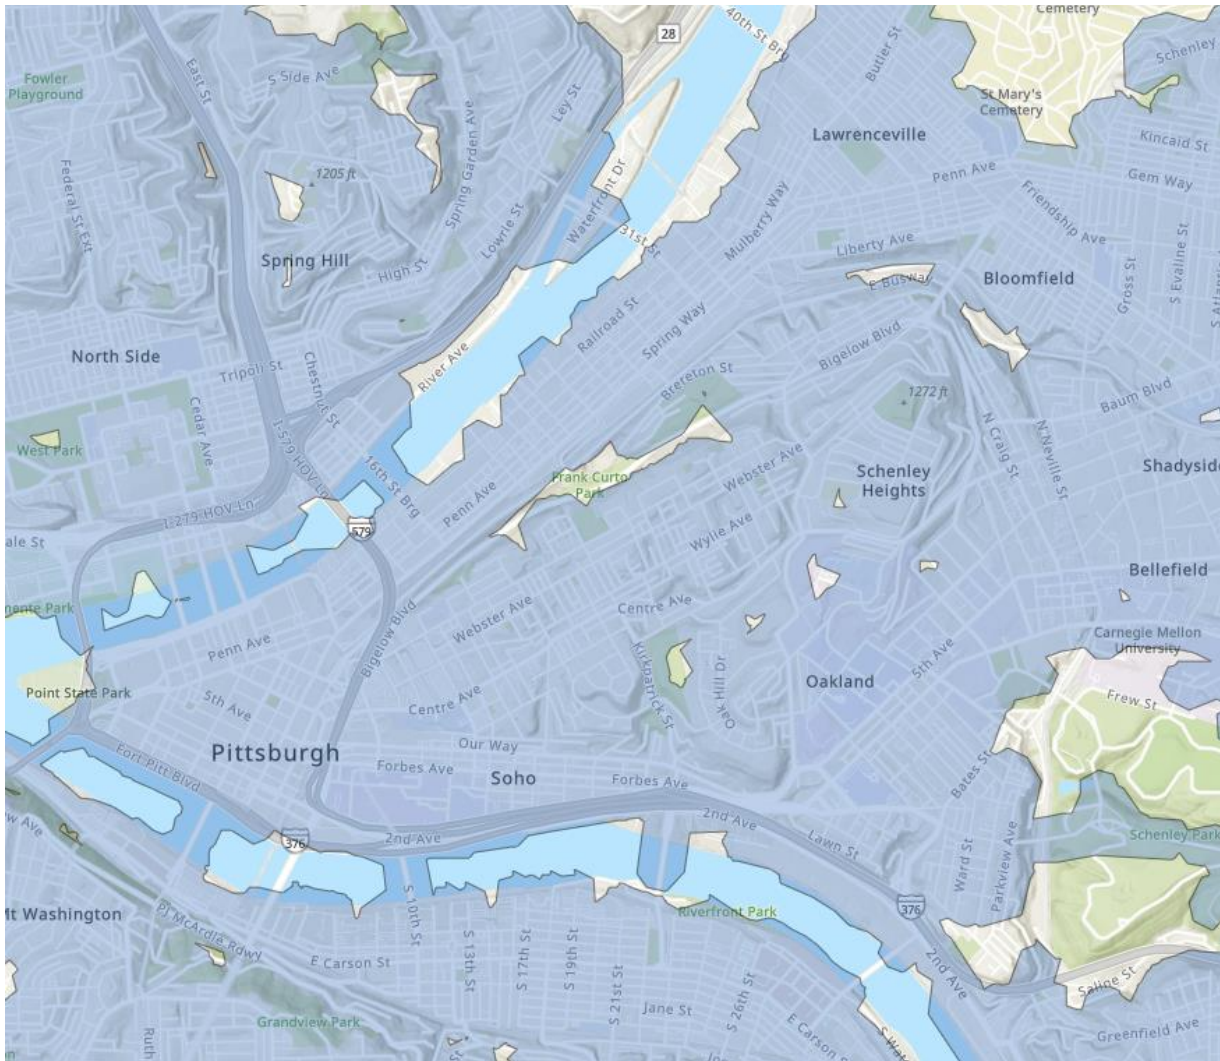 40th St Brg
Cemetery
28
Butler St
Schenley
East St
S Side Ave
Fowler
Playground
Ley St
St Mary's
Cemetery
Spring Garden Ave
Lawrenceville
Kincaid St
1205 ft
Waterfront Dr
Penn Ave
Gem Way
Federal St Ext
Lowrie St
31st St
Mulberry Way
Friendship Ave
Liberty Ave
Spring Hill
High St
E Busway
Bloomfield
Gross St
S Evaline St
S Atlantic
Railroad St
Spring Way
Bigelow Blvd
North Side
Tripoli St
Chestnut St
River Ave
Brereton St
1272 ft
Baum Blvd
Cedar Ave
I-579 HOV Ln
N Craig St
N Neville St
West Park
16th St Brg
Frank Curto
Park
Webster Ave
Schenley
Heights
Shadyside
Penn Ave
I-279 HOV Ln
579
Wylie Ave
ale St
Bellefield
mente Park
Bigelow Blvd
Webster Ave
Centre Ave
Carnegie Mellon
University
Penn Ave
Kirkpatrick St
Oak Hill Dr
5th Ave
Point State Park
5th Ave
Centre Ave
Oakland
Frew St
Pittsburgh
Our Way
Fort Pitt Blvd
Forbes Ave
Soho
Forbes Ave
Bates St
2nd Ave
2nd Ave
Lawn St
376
Schenley Park
ew Ave
Ward St
Parkview Ave
Mt Washington
S 10th St
Riverfront Park
376
PJ McArdle Rdwy
E Carson St
S 13th St
S 17th St
S 19th St
S 21st St
2nd Ave
Saline St
Jane St
S 26th St
Grandview Park
Ruth
E Carson S
S Wat
Greenfield Ave